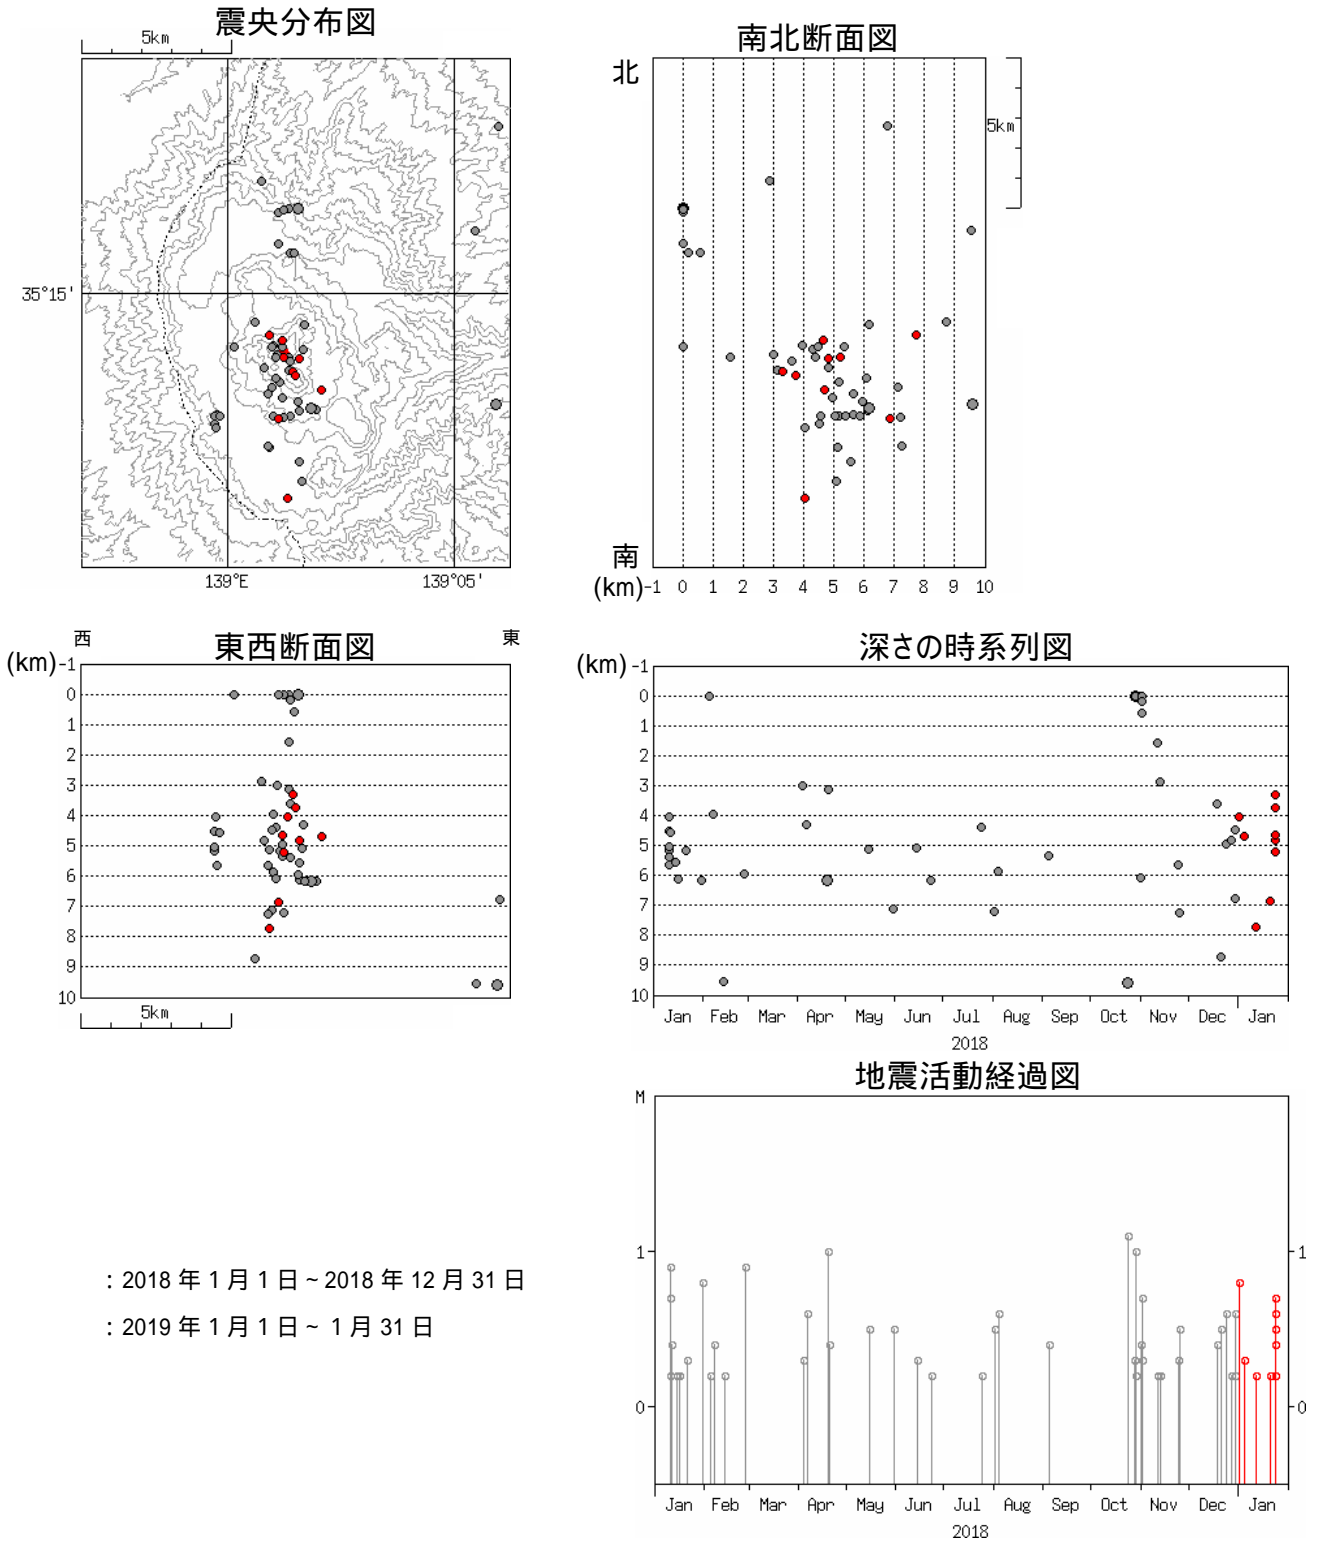 震央分布図
5km
35°15'
139°E
139°05'
南北断面図
北
南
5km
(km)
-1 0 1 2 3 4 5 6 7 8 9 10
東西断面図
西
東
(km)
-1
0
1
2
3
4
5
6
7
8
9
10
5km
深さの時系列図
(km)
-1
0
1
2
3
4
5
6
7
8
9
10
Jan Feb Mar Apr May Jun Jul Aug Sep Oct Nov Dec Jan
2018
地震活動経過図
M
1
0
1
0
Jan Feb Mar Apr May Jun Jul Aug Sep Oct Nov Dec Jan
2018
：2018 年 1 月 1 日 ~ 2018 年 12 月 31 日
：2019 年 1 月 1 日 ~ 1 月 31 日